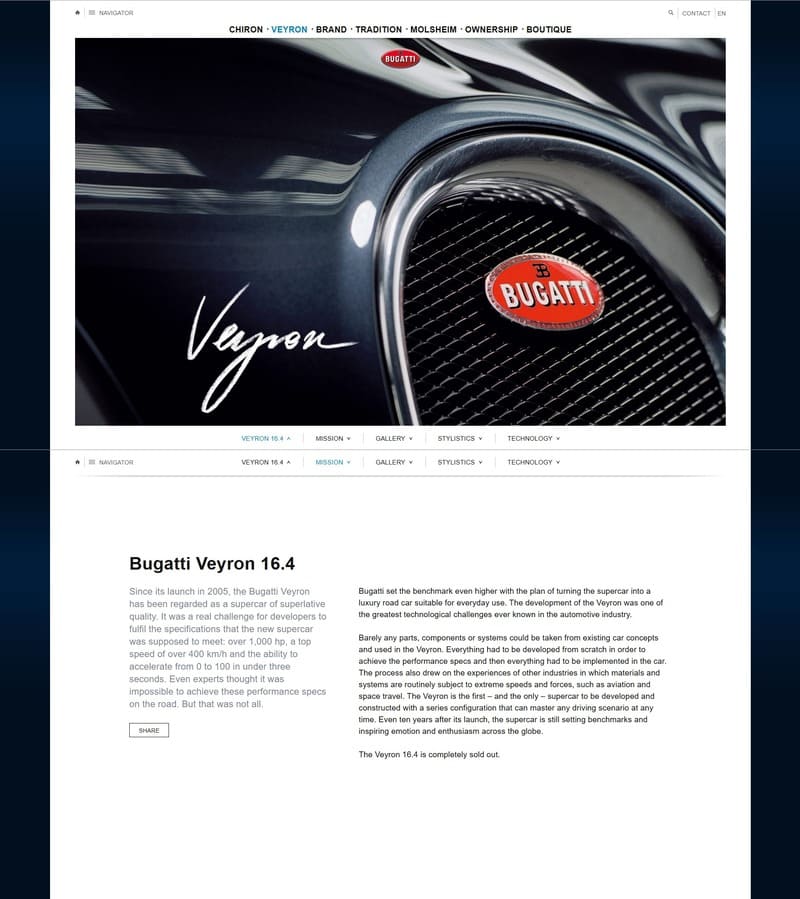 NAVIGATOR
CONTACT
EN
CHIRON · VEYRON · BRAND · TRADITION · MOLSHEIM · OWNERSHIP · BOUTIQUE
BUGATTI
BUGATTI
Veyron
VEYRON 16.4 MISSION GALLERY STYLISTICS TECHNOLOGY
NAVIGATOR
VEYRON 16.4 MISSION GALLERY STYLISTICS TECHNOLOGY
Bugatti Veyron 16.4
Since its launch in 2005, the Bugatti Veyron
has been regarded as a supercar of superlative
quality. It was a real challenge for developers to
fulfil the specifications that the new supercar
was supposed to meet: over 1,000 hp, a top
speed of over 400 km/h and the ability to
accelerate from 0 to 100 in under three
seconds. Even experts thought it was
impossible to achieve these performance specs
on the road. But that was not all.
SHARE
Bugatti set the benchmark even higher with the plan of turning the supercar into a
luxury road car suitable for everyday use. The development of the Veyron was one of
the greatest technological challenges ever known in the automotive industry.
Barely any parts, components or systems could be taken from existing car concepts
and used in the Veyron. Everything had to be developed from scratch in order to
achieve the performance specs and then everything had to be implemented in the car.
The process also drew on the experiences of other industries in which materials and
systems are routinely subject to extreme speeds and forces, such as aviation and
space travel. The Veyron is the first – and the only – supercar to be developed and
constructed with a series configuration that can master any driving scenario at any
time. Even ten years after its launch, the supercar is still setting benchmarks and
inspiring emotion and enthusiasm across the globe.
The Veyron 16.4 is completely sold out.